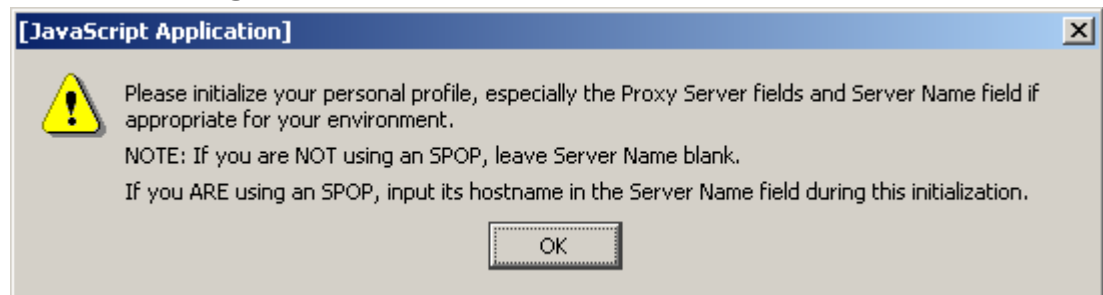 [JavaScript Application]
Please initialize your personal profile, especially the Proxy Server fields and Server Name field if
appropriate for your environment.
NOTE: If you are NOT using an SPOP, leave Server Name blank.
If you ARE using an SPOP, input its hostname in the Server Name field during this initialization.
OK